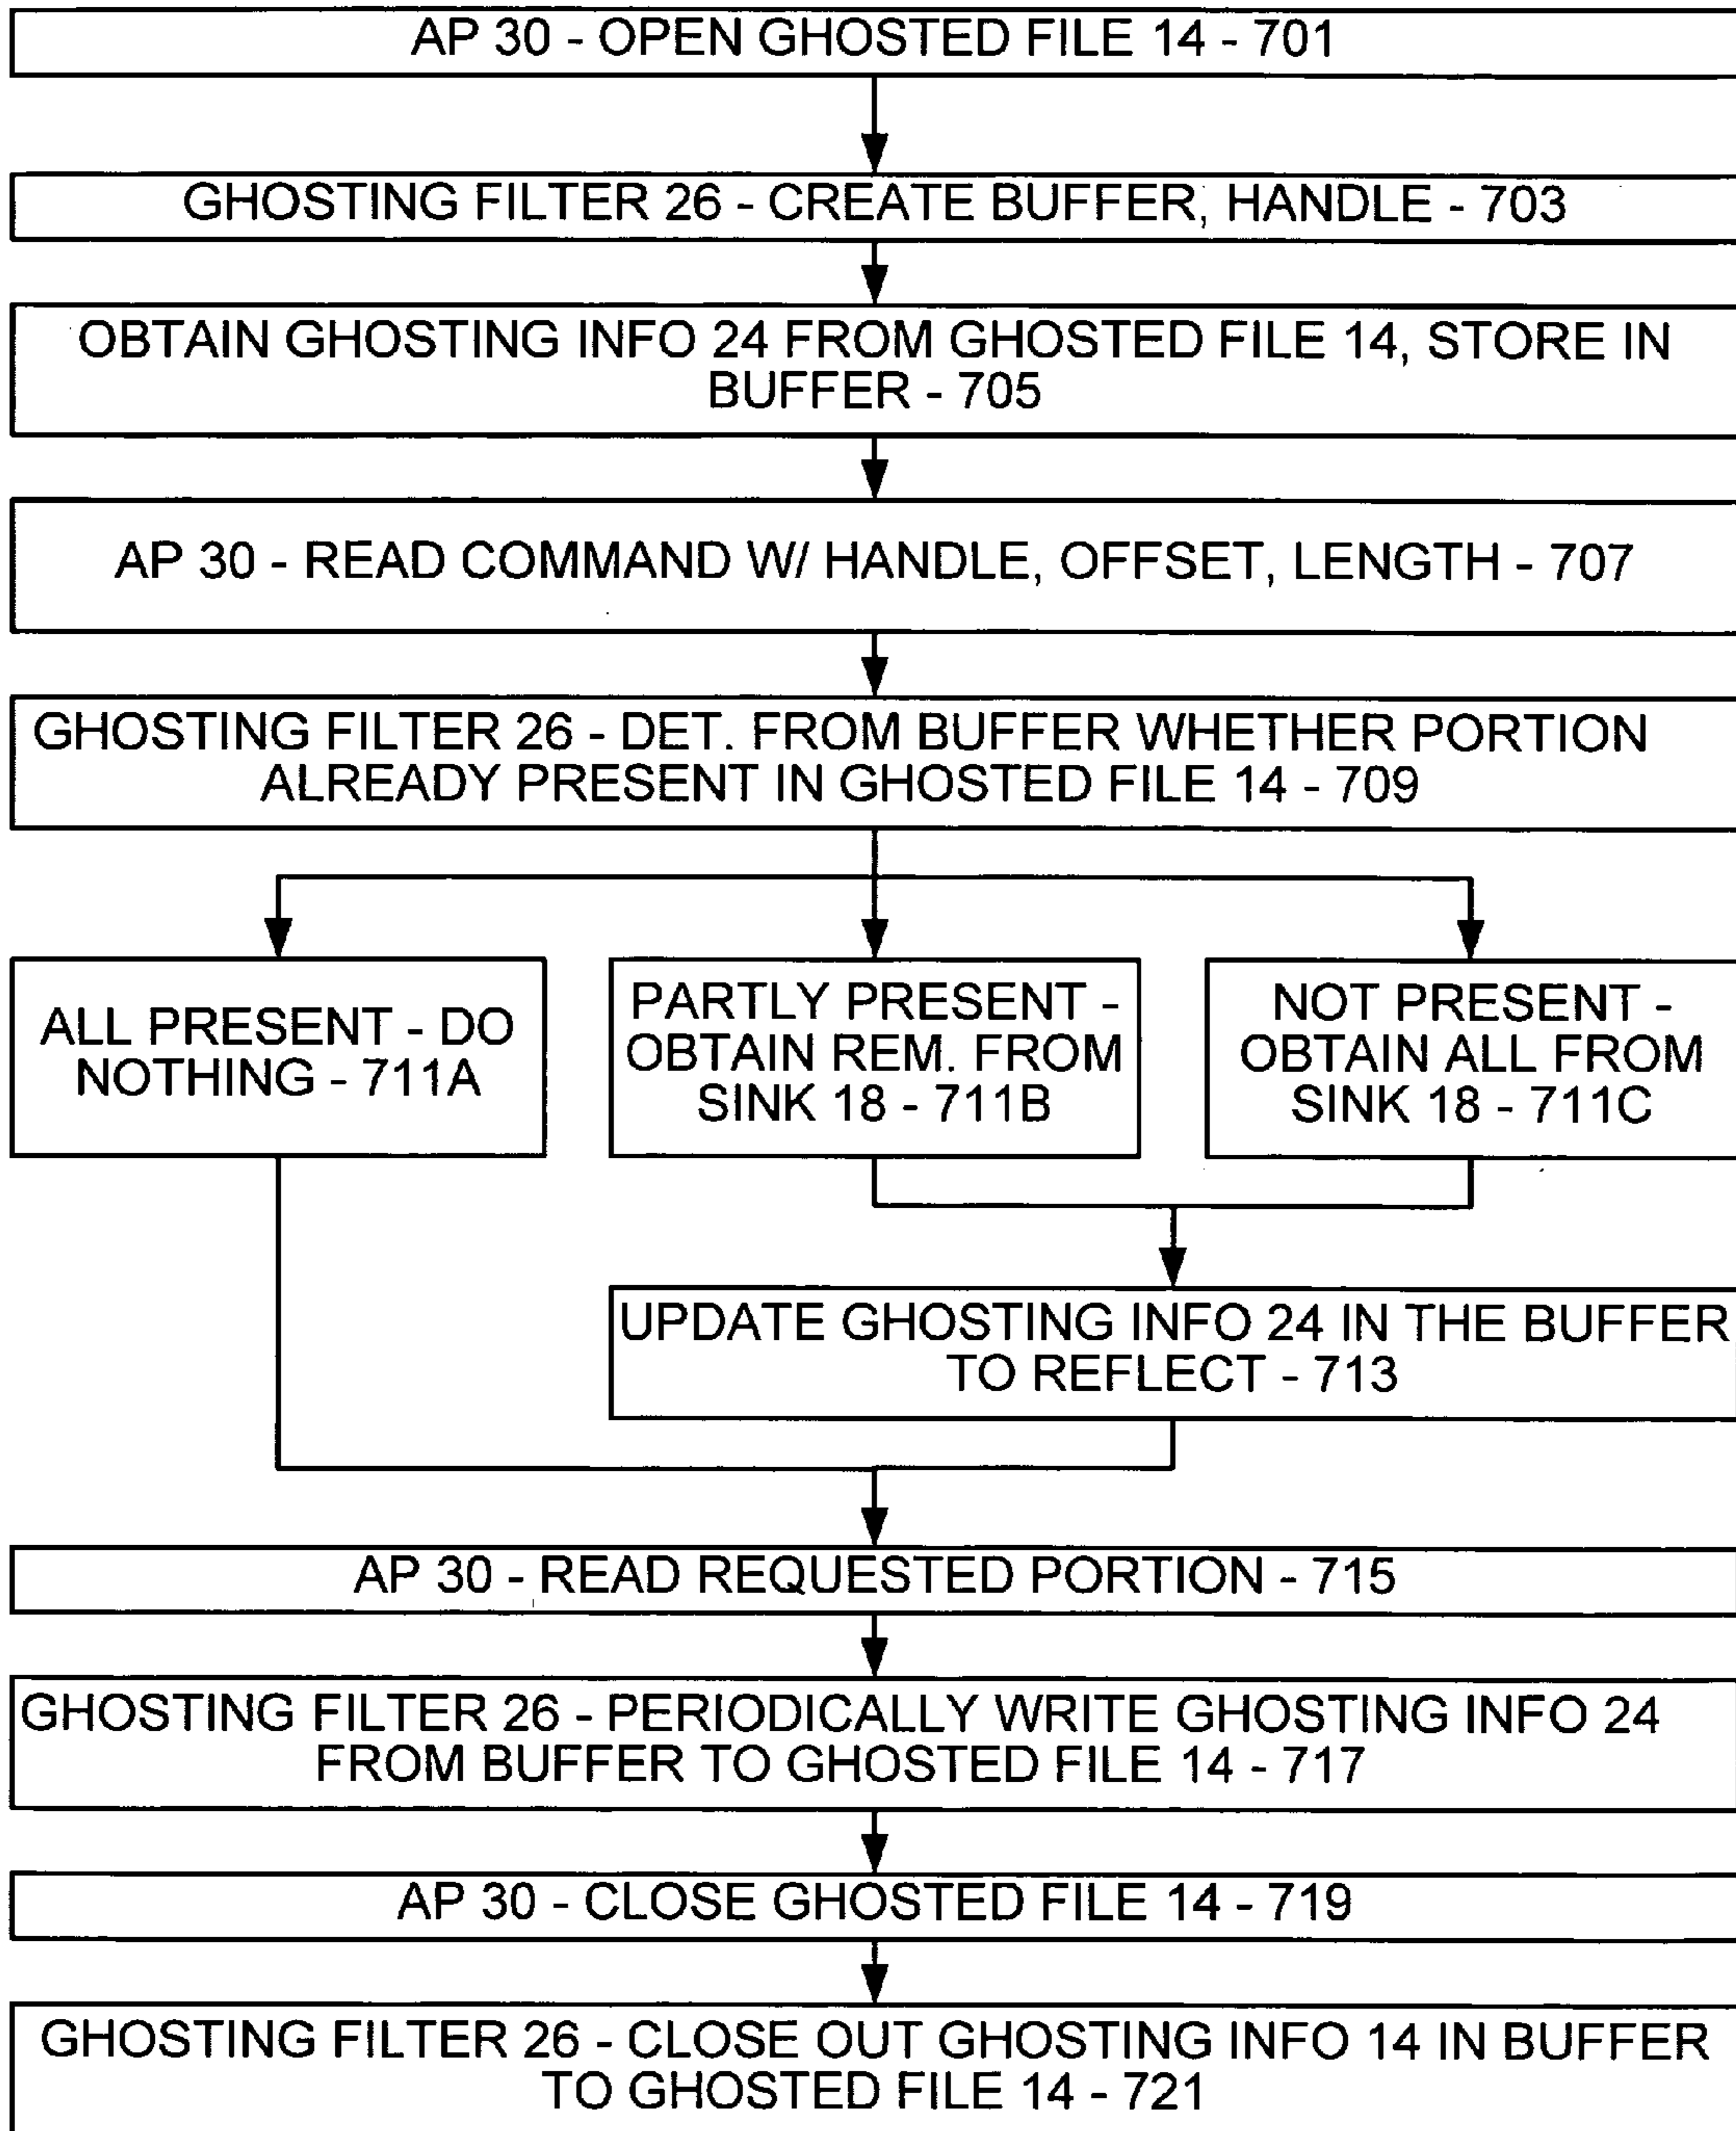 AP 30 - OPEN GHOSTED FILE 14 - 701
GHOSTING FILTER 26 - CREATE BUFFER, HANDLE - 703
OBTAIN GHOSTING INFO 24 FROM GHOSTED FILE 14, STORE IN
BUFFER - 705
AP 30 - READ COMMAND W/ HANDLE, OFFSET, LENGTH - 707
GHOSTING FILTER 26 - DET. FROM BUFFER WHETHER PORTION
ALREADY PRESENT IN GHOSTED FILE 14 - 709
ALL PRESENT - DO
NOTHING - 711A
PARTLY PRESENT -
OBTAIN REM. FROM
SINK 18 - 711B
NOT PRESENT -
OBTAIN ALL FROM
SINK 18 - 711C
UPDATE GHOSTING INFO 24 IN THE BUFFER
TO REFLECT - 713
AP 30 - READ REQUESTED PORTION - 715
GHOSTING FILTER 26 - PERIODICALLY WRITE GHOSTING INFO 24
FROM BUFFER TO GHOSTED FILE 14 - 717
AP 30 - CLOSE GHOSTED FILE 14 - 719
GHOSTING FILTER 26 - CLOSE OUT GHOSTING INFO 14 IN BUFFER
TO GHOSTED FILE 14 - 721